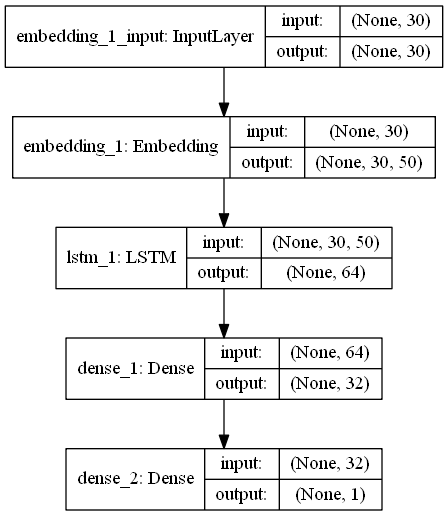 embedding_1_input: InputLayer
input: (None, 30)
output: (None, 30)
embedding_1: Embedding
input: (None, 30)
output: (None, 30, 50)
lstm_1: LSTM
input: (None, 30, 50)
output: (None, 64)
dense_1: Dense
input: (None, 64)
output: (None, 32)
dense_2: Dense
input: (None, 32)
output: (None, 1)